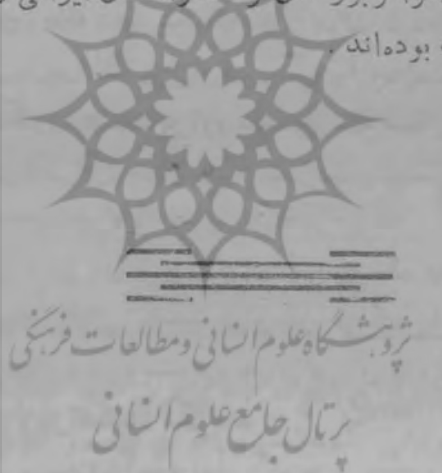 بوده‌اند .
پژوهشگاه علوم انسانی و مطالعات فرهنگی
پرتال جامع علوم انسانی